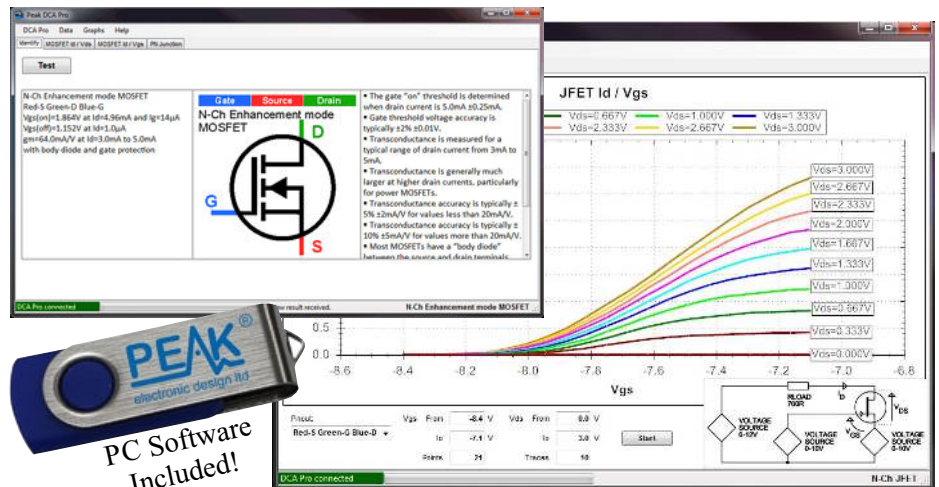 Peak DCA Pro
DCA Pro Data Graphs Help
Identify MOSFET Id / Vds MOSFET Id / Vgs PN Junction
Test
N-Ch Enhancement mode MOSFET
Red-S Green-D Blue-G
Vgs(on)=1.864V at Id=4.96mA and Ig=14µA
Vgs(off)=1.152V at Id=1.0µA
gm=64.0mA/V at Id=3.0mA to 5.0mA
with body diode and gate protection
Gate Source Drain
N-Ch Enhancement mode
MOSFET
D
G
S
• The gate "on" threshold is determined
when drain current is 5.0mA ±0.25mA.
• Gate threshold voltage accuracy is
typically ±2% ±0.01V.
• Transconductance is measured for a
typical range of drain current from 3mA to
5mA.
• Transconductance is generally much
larger at higher drain currents, particularly
for power MOSFETs.
• Transconductance accuracy is typically ±
5% ±2mA/V for values less than 20mA/V.
• Transconductance accuracy is typically ±
10% ±5mA/V for values more than 20mA/V.
• Most MOSFETs have a "body diode"
between the source and drain terminals
DCA Pro connected
result received.
N-Ch Enhancement mode MOSFET
JFET Id / Vgs
Vds=0.667V Vds=1.000V Vds=1.333V
Vds=2.333V Vds=2.667V Vds=3.000V
Vds=3.000V
Vds=2.667V
Vds=2.333V
Vds=2.000V
Vds=1.667V
Vds=1.333V
Vds=1.000V
Vds=0.667V
Vds=0.333V
Vds=0.000V
0.5
0.0
-8.6 -8.4 -8.2 -8.0 -7.8 -7.6 -7.4 -7.2 -7.0 -6.8
Vgs
Pinout:
Red-S Green-G Blue-D
Vgs From -8.4 V Vds From 0.0 V
To -7.1 V To 3.0 V
Points 21 Traces 10
Start
RLOAD
700R
ID
VDS
VGS
VOLTAGE
SOURCE
0-12V
VOLTAGE
SOURCE
0-10V
VOLTAGE
SOURCE
0-10V
DCA Pro connected
N-Ch JFET
PEAK®
electronic design ltd
PC Software
Included!